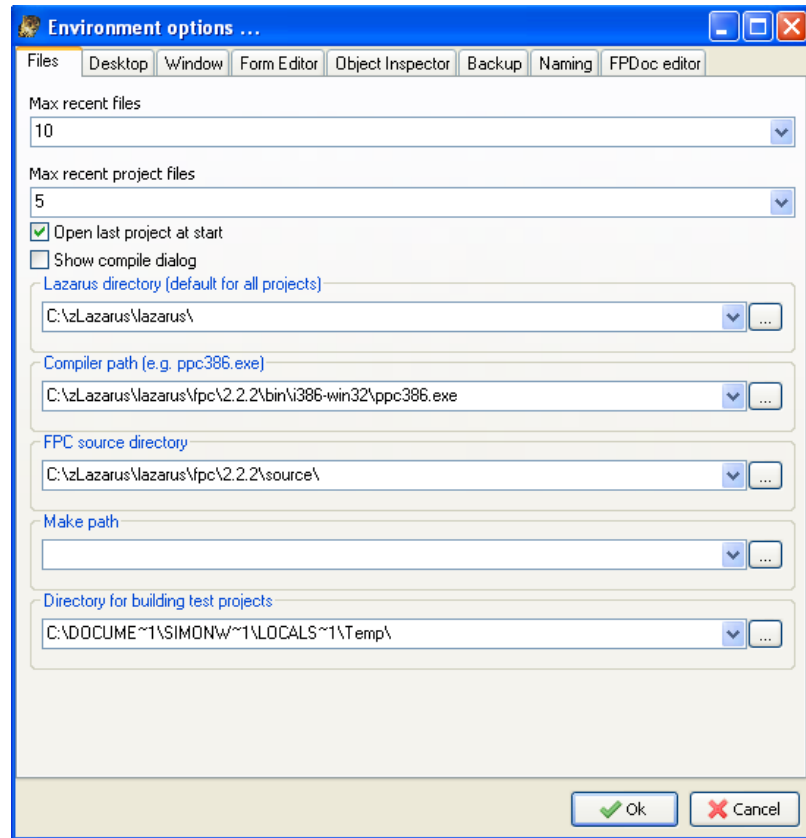 Environment options ...
Files Desktop Window Form Editor Object Inspector Backup Naming FPDoc editor
Max recent files
10
Max recent project files
5
Open last project at start
Show compile dialog
Lazarus directory (default for all projects)
C:\zLazarus\lazarus\
...
Compiler path (e.g. ppc386.exe)
C:\zLazarus\lazarus\fpc\2.2.2\bin\i386-win32\ppc386.exe
...
FPC source directory
C:\zLazarus\lazarus\fpc\2.2.2\source\
...
Make path
...
Directory for building test projects
C:\DOCUME~1\SIMONW~1\LOCALS~1\Temp\
...
Ok Cancel